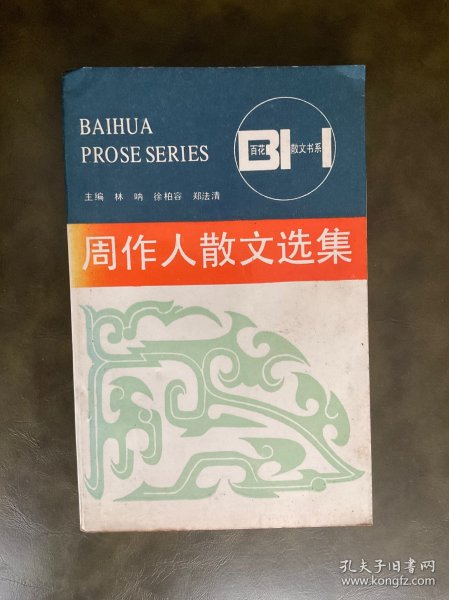 BAIHUA
PROSE SERIES
BH
百花散文书系
主编 林呐 徐柏容 郑法清
周作人散文选集
孔夫子旧书网
www.kongfz.com